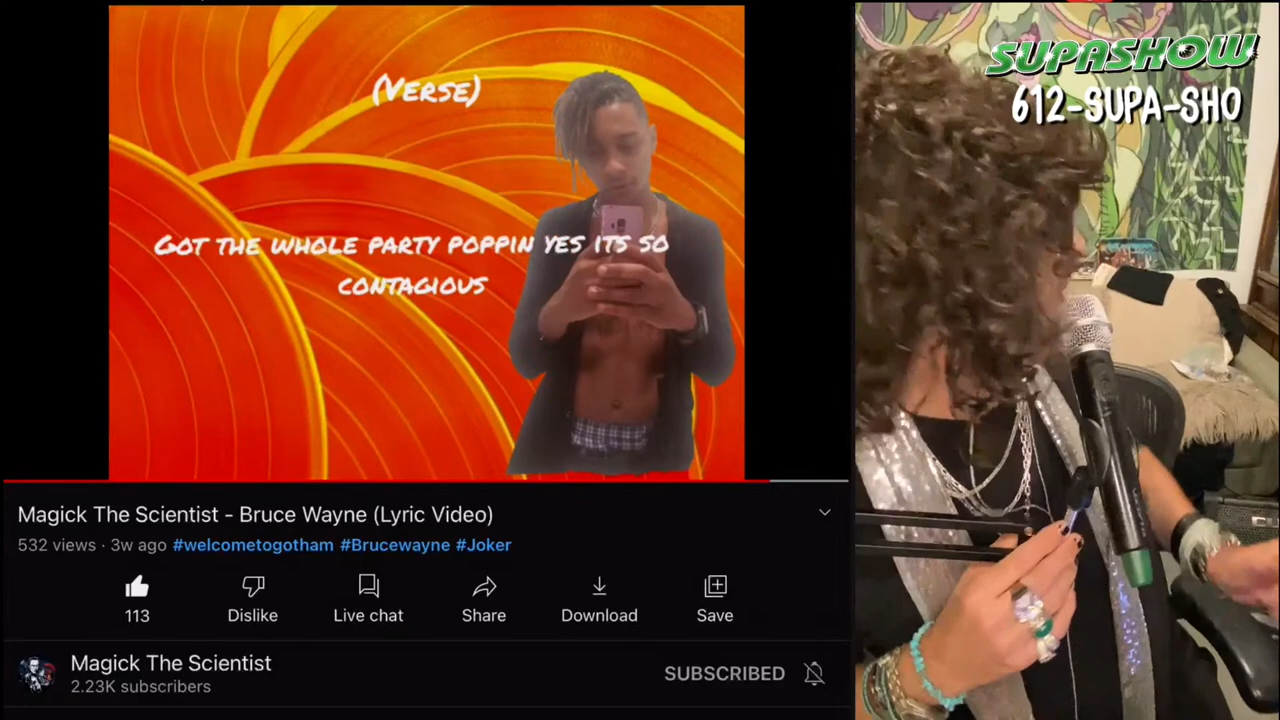 (Verse)
Got the whole party poppin yes its so
contagious
Magick The Scientist - Bruce Wayne (Lyric Video)
532 views · 3w ago #welcometogotham #Brucewayne #Joker
113
Dislike
Live chat
Share
Download
Save
Magick The Scientist
2.23K subscribers
SUBSCRIBED
SUPASHOW
612-SUPA-SHO